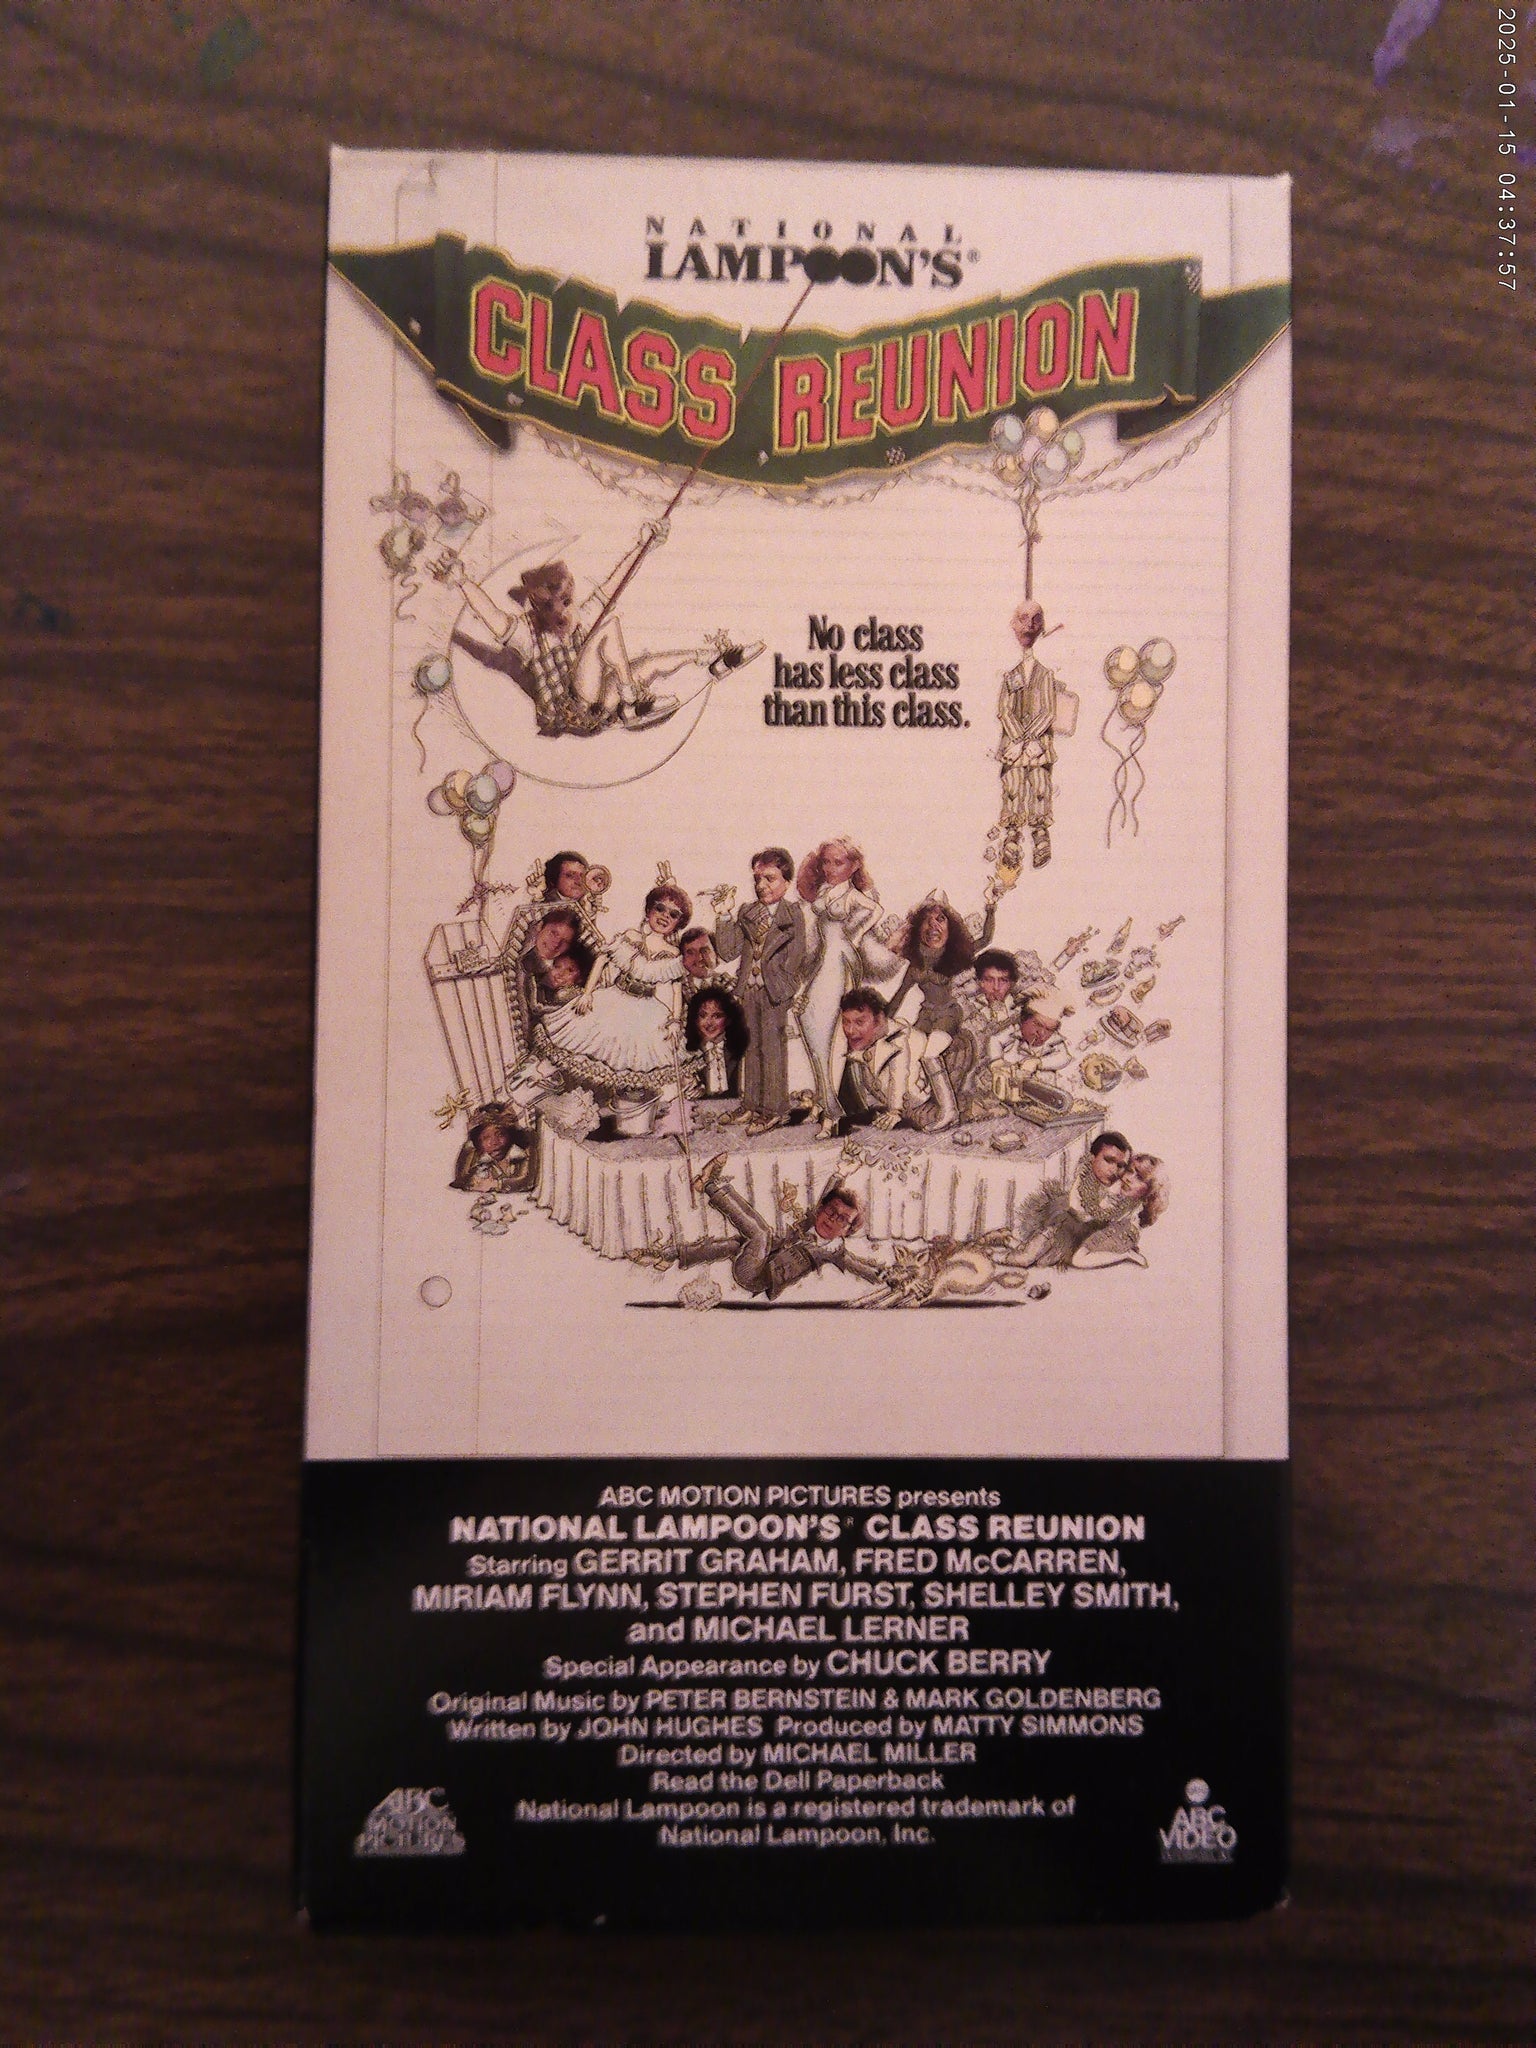 2025-01-15 04:37:57
NATIONAL
LAMPOON'S®
CLASS REUNION
No class
has less class
than this class.
ABC MOTION PICTURES presents
NATIONAL LAMPOON'S® CLASS REUNION
Starring GERRIT GRAHAM, FRED McCARREN,
MIRIAM FLYNN, STEPHEN FURST, SHELLEY SMITH,
and MICHAEL LERNER
Special Appearance by CHUCK BERRY
Original Music by PETER BERNSTEIN & MARK GOLDENBERG
Written by JOHN HUGHES Produced by MATTY SIMMONS
Directed by MICHAEL MILLER
Read the Dell Paperback
National Lampoon is a registered trademark of
National Lampoon, Inc.
ABC
MOTION
PICTURES
ABC
VIDEO